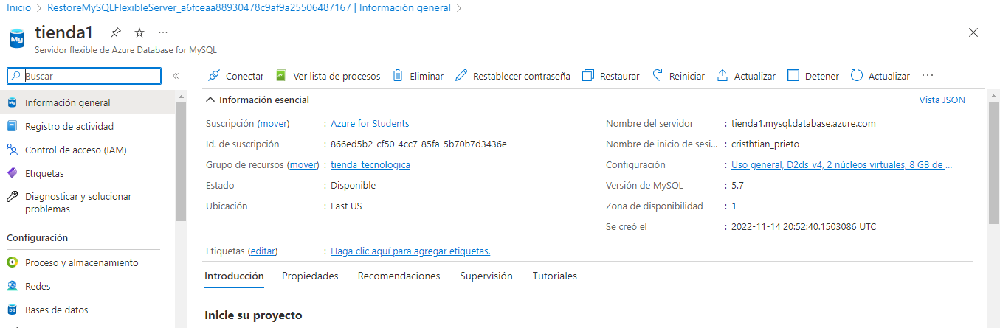 Inicio > RestoreMySQLFlexibleServer_a6fceaa88930478c9af9a25506487167 | Información general >
tienda1
Servidor flexible de Azure Database for MySQL
Buscar
Información general
Registro de actividad
Control de acceso (IAM)
Etiquetas
Diagnosticar y solucionar
problemas
Configuración
Proceso y almacenamiento
Redes
Bases de datos
Conectar Ver lista de procesos Eliminar Restablecer contraseña Restaurar Reiniciar Actualizar Detener Actualizar ...
Información esencial Vista JSON
Suscripción (mover) : Azure for Students
Id. de suscripción : 866ed5b2-cf50-4cc7-85fa-5b70b7d3436e
Grupo de recursos (mover) : tienda_tecnologica
Estado : Disponible
Ubicación : East US
Nombre del servidor : tienda1.mysql.database.azure.com
Nombre de inicio de sesi... : cristhtian_prieto
Configuración : Uso general, D2ds_v4, 2 núcleos virtuales, 8 GB de ...
Versión de MySQL : 5.7
Zona de disponibilidad : 1
Se creó el : 2022-11-14 20:52:40.1503086 UTC
Etiquetas (editar) : Haga clic aquí para agregar etiquetas.
Introducción Propiedades Recomendaciones Supervisión Tutoriales
Inicie su proyecto